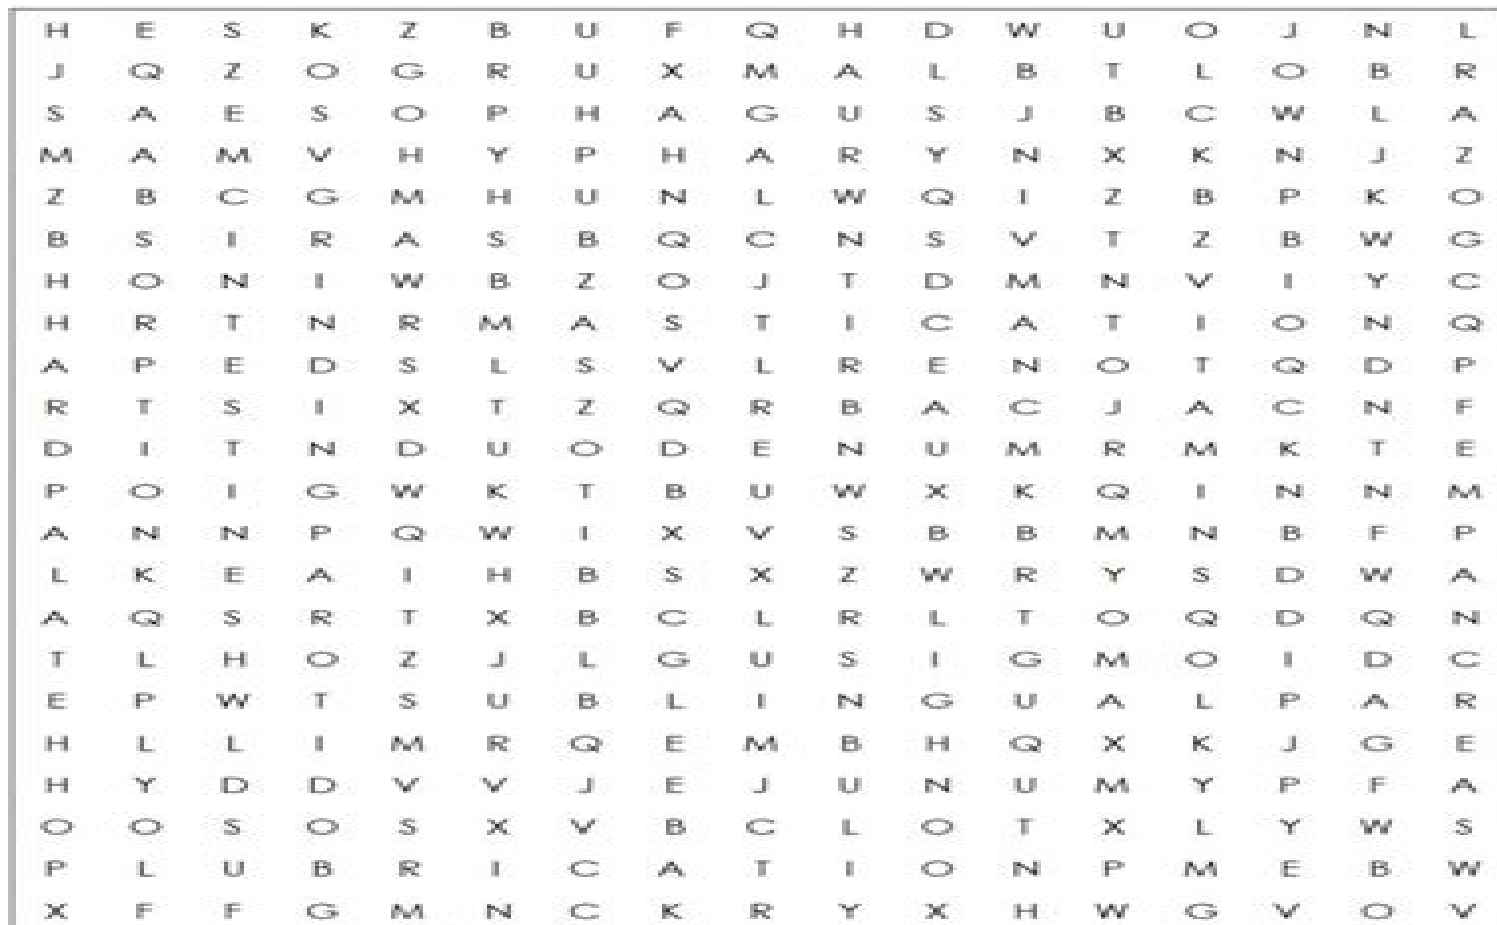 H E S K Z B U F Q H D W U O J N L
J Q Z O G R U X M A L B T L O B R
S A E S O P H A G U S J B C W L A
M A M V H Y P H A R Y N X K N J Z
Z B C G M H U N L W Q I Z B P K O
B S I R A S B Q C N S V T Z B W G
H O N I W B Z O J T D M N V I Y C
H R T N R M A S T I C A T I O N Q
A P E D S L S V L R E N O T Q D P
R T S I X T Z Q R B A C J A C N F
D I T N D U O D E N U M R M K T E
P O I G W K T B U W X K Q I N N M
A N N P Q W I X V S B B M N B F P
L K E A I H B S X Z W R Y S D W A
A Q S R T X B C L R L T O Q D Q N
T L H O Z J L G U S I G M O I D C
E P W T S U B L I N G U A L P A R
H L L I M R Q E M B H Q X K J G E
H Y D D V V J E J U N U M Y P F A
O O S O S X V B C L O T X L Y W S
P L U B R I C A T I O N P M E B W
X F F G M N C K R Y X H W G V O V